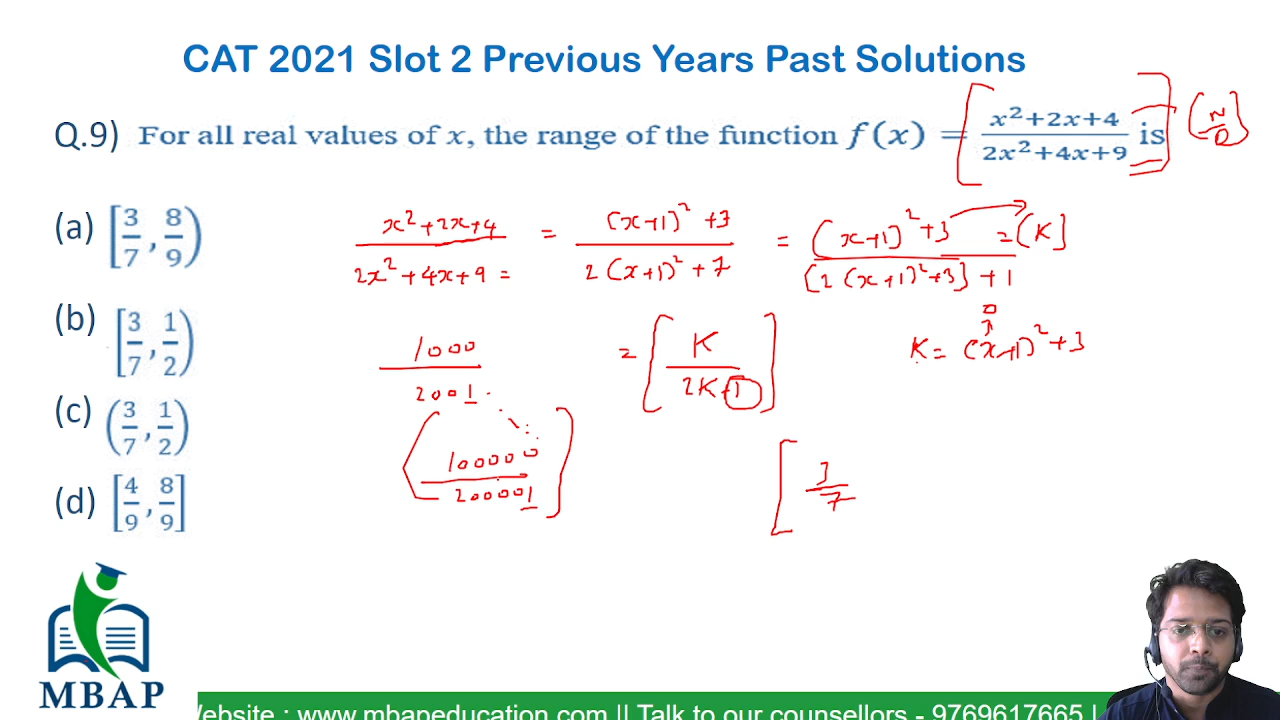 CAT 2021 Slot 2 Previous Years Past Solutions
Q.9) For all real values of x, the range of the function f(x) = [ x²+2x+4 / 2x²+4x+9 is ] [N/D]
(a) [3/7, 8/9)
(b) [3/7, 1/2)
(c) (3/7, 1/2)
(d) [4/9, 8/9]
x²+2x+4 / 2x²+4x+9 = = (x+1)²+3 / 2(x+1)²+7 = (x+1)²+3 / [2(x+1)²+3]+1 = (K]
0
K = (x+1)²+3
1000 / 2001
= [ K / 2K+1 ]
[ 100000 / 200001 ]
[ 3/7
MBAP
Website : www.mbapeducation.com || Talk to our counsellors - 9769617665 |